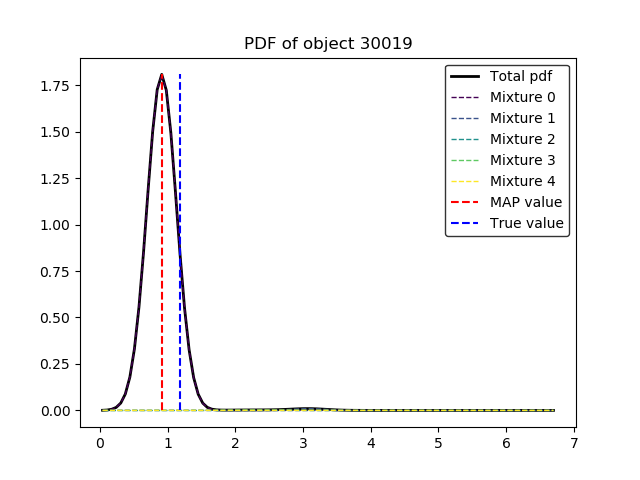 PDF of object 30019
Total pdf
Mixture 0
Mixture 1
Mixture 2
Mixture 3
Mixture 4
MAP value
True value
1.75
1.50
1.25
1.00
0.75
0.50
0.25
0.00
0 1 2 3 4 5 6 7